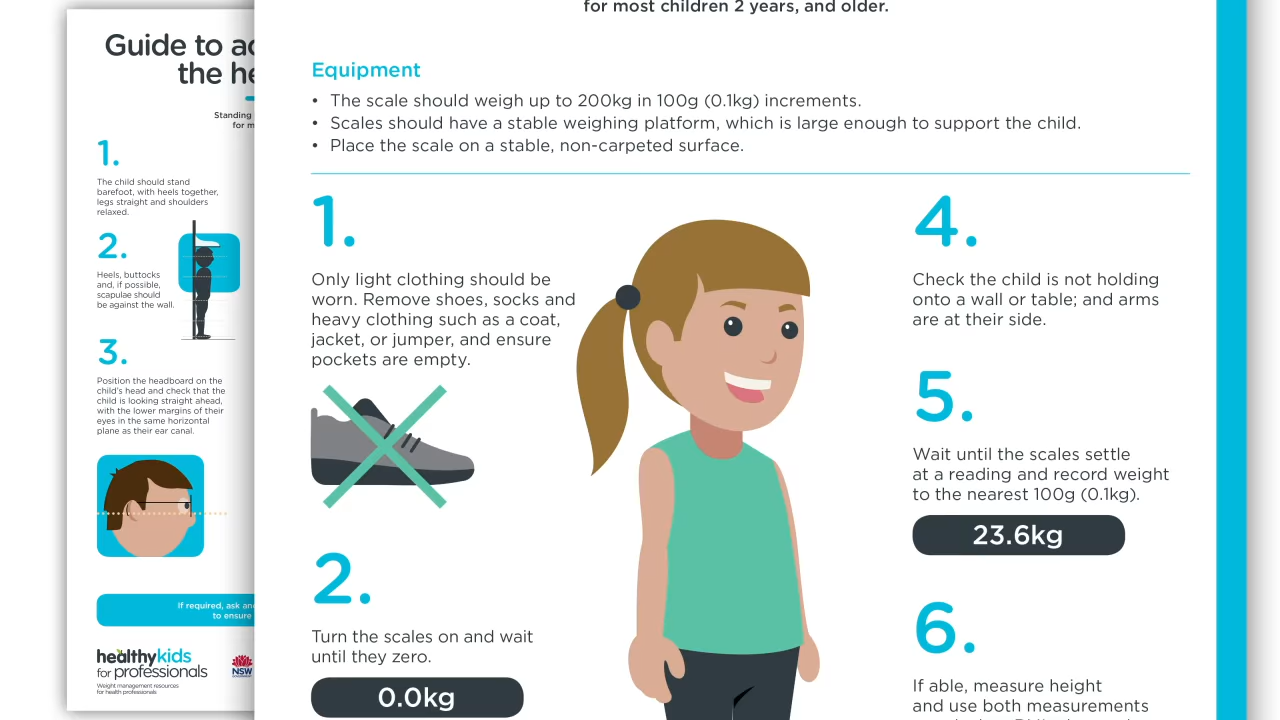 Guide to
the
Standing
1.
The child should stand
barefoot, with heels together,
legs straight and shoulders
relaxed.
2.
Heels, buttocks
and, if possible,
scapulae should
be against the wall.
3.
Position the headboard on the
child's head and check that the
child is looking straight ahead,
with the lower margins of their
eyes in the same horizontal
plane as their ear canal.
If required, ask
to ensure
healthykids
for professionals
Weight management resources
for health professionals
NSW
for most children 2 years, and older.
Equipment
• The scale should weigh up to 200kg in 100g (0.1kg) increments.
• Scales should have a stable weighing platform, which is large enough to support the child.
• Place the scale on a stable, non-carpeted surface.
1.
Only light clothing should be
worn. Remove shoes, socks and
heavy clothing such as a coat,
jacket, or jumper, and ensure
pockets are empty.
2.
Turn the scales on and wait
until they zero.
0.0kg
4.
Check the child is not holding
onto a wall or table; and arms
are at their side.
5.
Wait until the scales settle
at a reading and record weight
to the nearest 100g (0.1kg).
23.6kg
6.
If able, measure height
and use both measurements